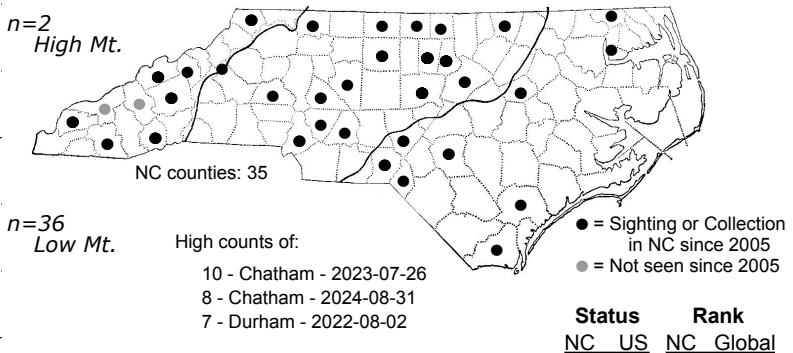 n=2
High Mt.
NC counties: 35
n=36
Low Mt.
High counts of:
10 - Chatham - 2023-07-26
8 - Chatham - 2024-08-31
7 - Durham - 2022-08-02
= Sighting or Collection
in NC since 2005
= Not seen since 2005
Status Rank
NC US NC Global